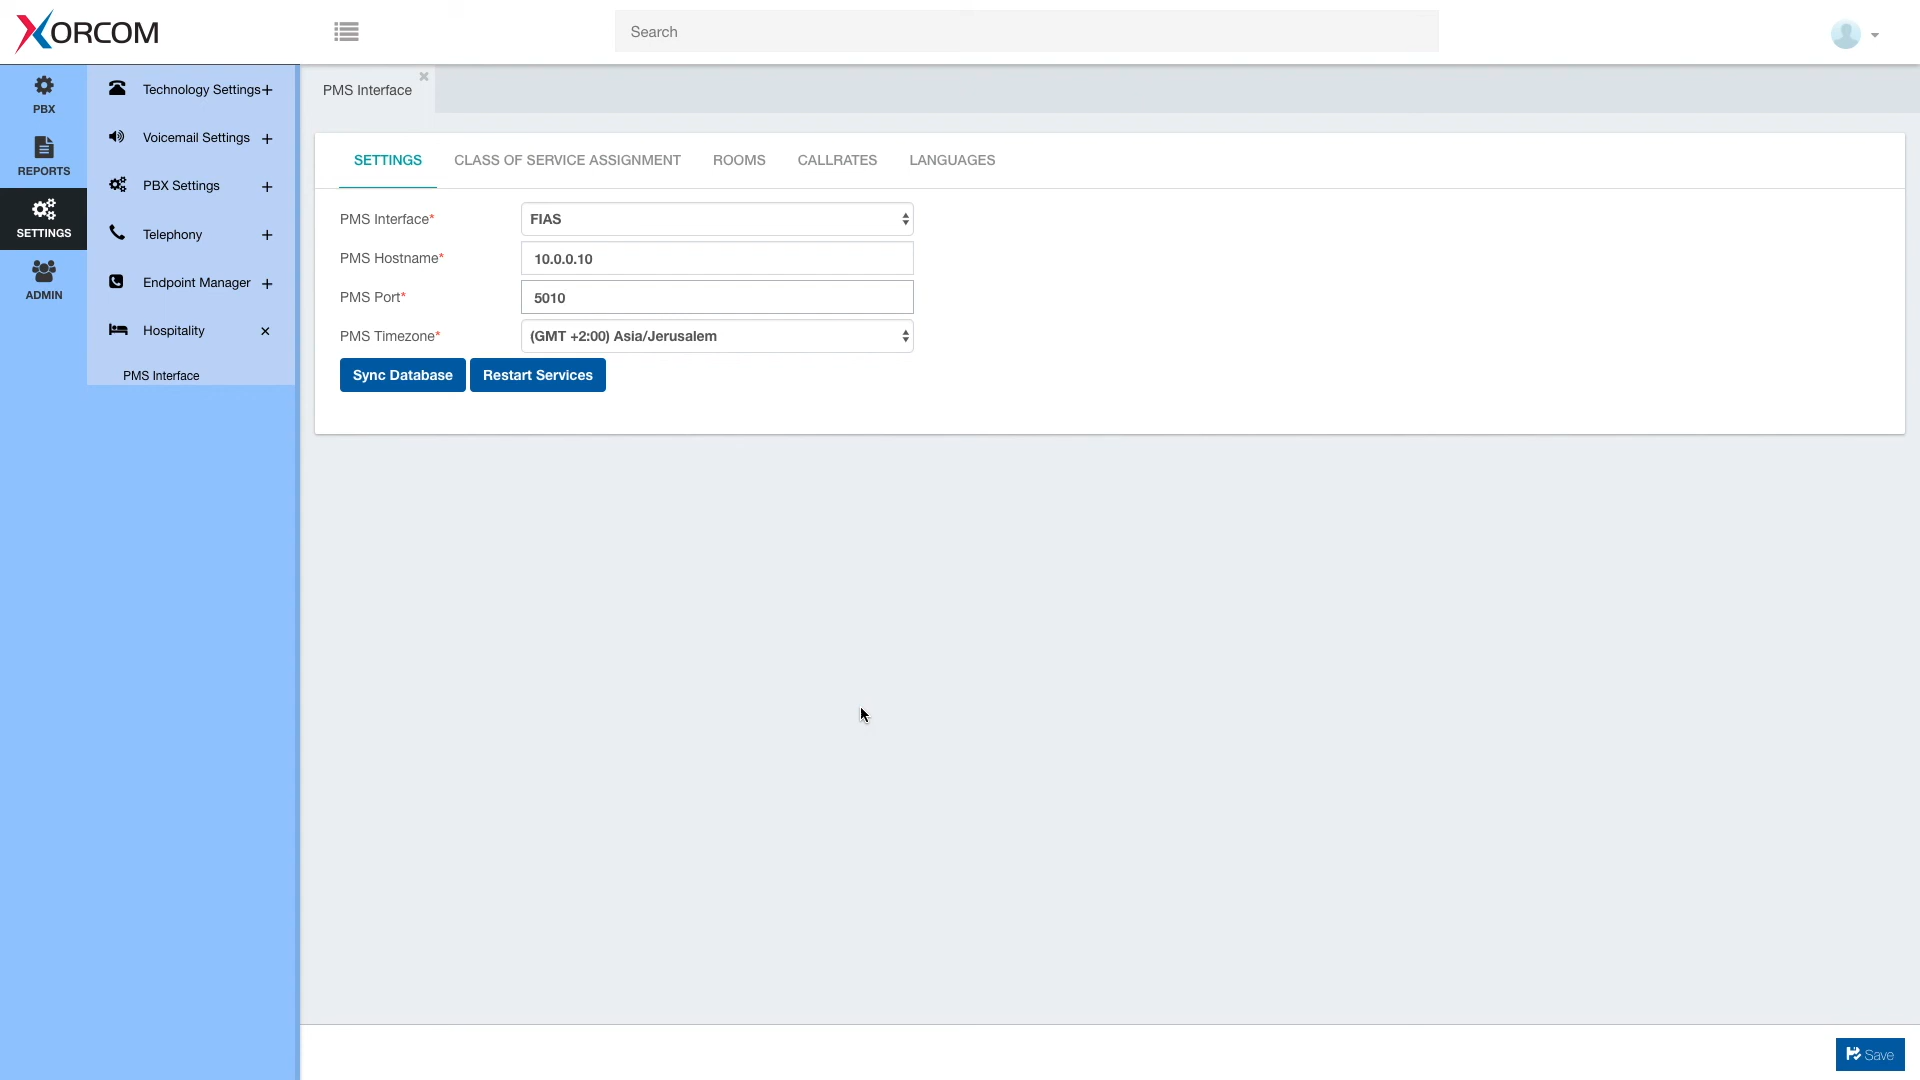 XORCOM
Search
PBX
REPORTS
SETTINGS
ADMIN
Technology Settings+
Voicemail Settings +
PBX Settings +
Telephony +
Endpoint Manager +
Hospitality ×
PMS Interface
PMS Interface ×
SETTINGS CLASS OF SERVICE ASSIGNMENT ROOMS CALLRATES LANGUAGES
PMS Interface* FIAS
PMS Hostname* 10.0.0.10
PMS Port* 5010
PMS Timezone* (GMT +2:00) Asia/Jerusalem
Sync Database Restart Services
Save